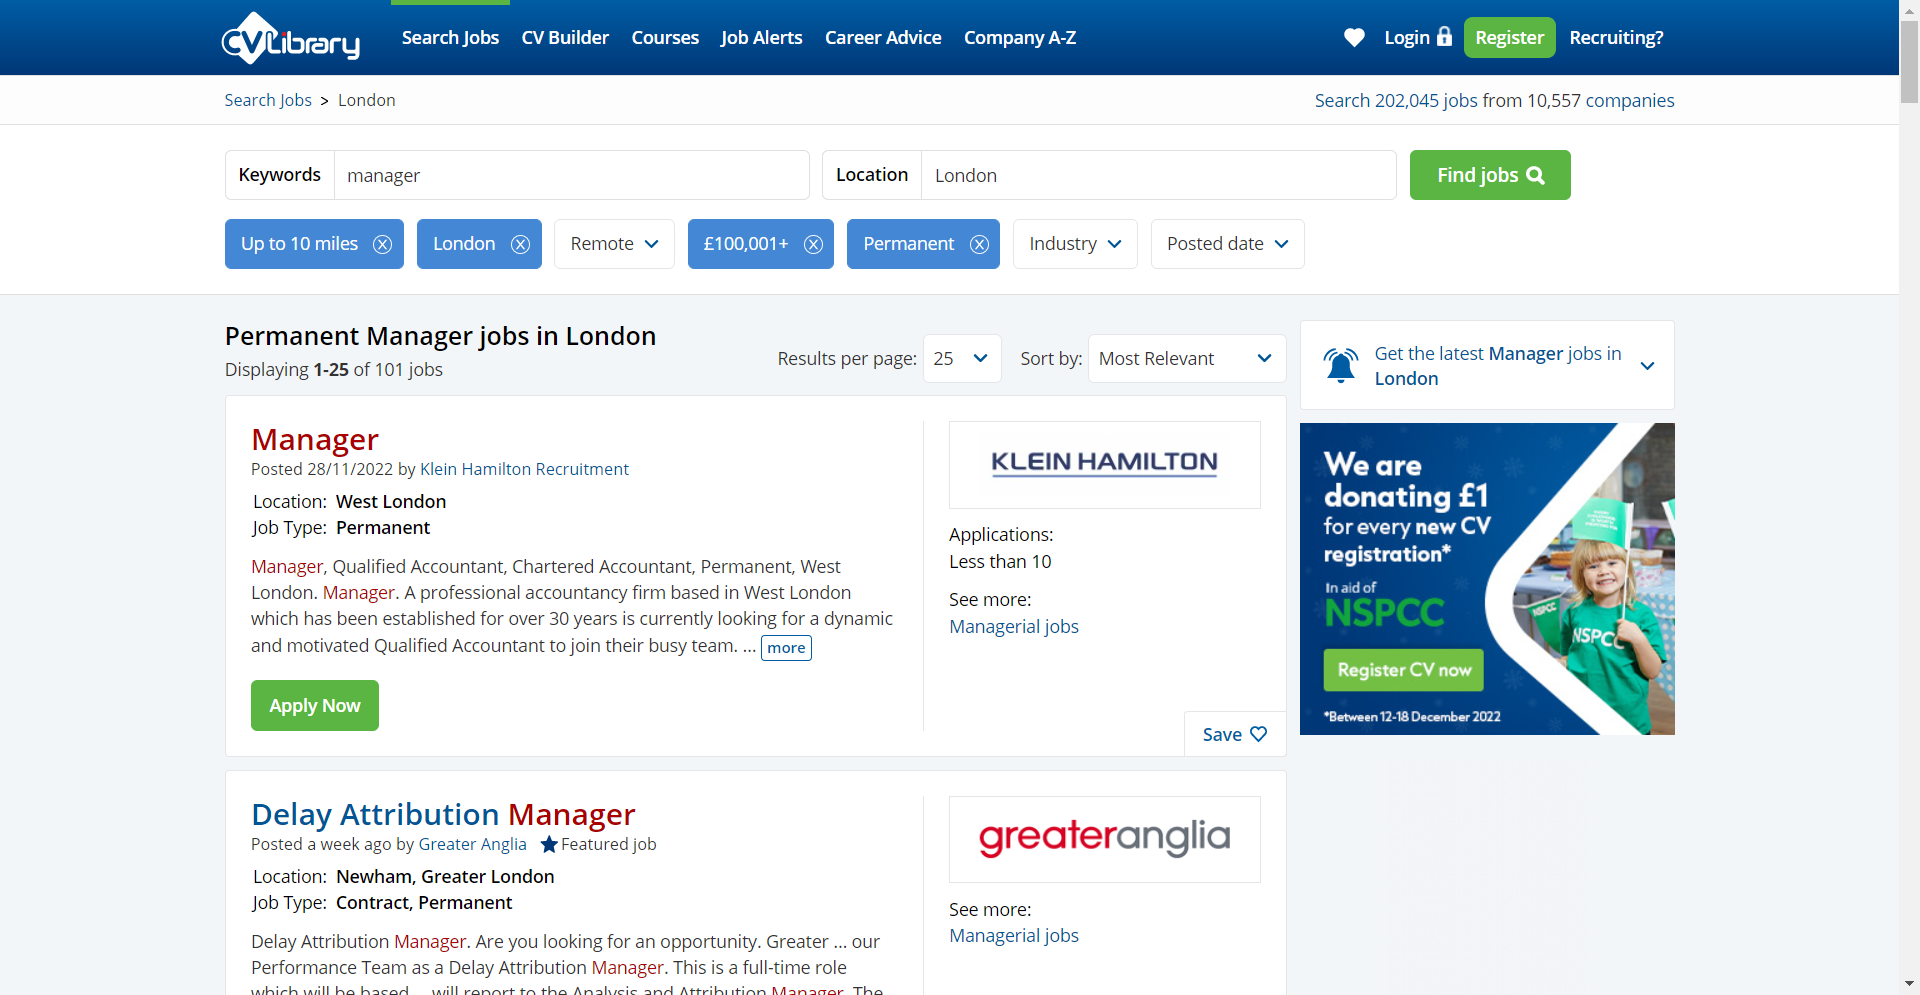 CVLibrary
Search Jobs CV Builder Courses Job Alerts Career Advice Company A-Z
Login Register Recruiting?
Search Jobs > London
Search 202,045 jobs from 10,557 companies
Keywords manager Location London Find jobs
Up to 10 miles London Remote £100,001+ Permanent Industry Posted date
Permanent Manager jobs in London
Displaying 1-25 of 101 jobs
Results per page: 25 Sort by: Most Relevant
Get the latest Manager jobs in
London
Manager
Posted 28/11/2022 by Klein Hamilton Recruitment
Location: West London
Job Type: Permanent
Manager, Qualified Accountant, Chartered Accountant, Permanent, West
London. Manager. A professional accountancy firm based in West London
which has been established for over 30 years is currently looking for a dynamic
and motivated Qualified Accountant to join their busy team. ... more
Apply Now
KLEIN HAMILTON
Applications:
Less than 10
See more:
Managerial jobs
Save
We are
donating £1
for every new CV
registration*
In aid of
NSPCC
Register CV now
*Between 12-18 December 2022
NSPCC
NSPCC
Delay Attribution Manager
Posted a week ago by Greater Anglia Featured job
Location: Newham, Greater London
Job Type: Contract, Permanent
Delay Attribution Manager. Are you looking for an opportunity. Greater ... our
Performance Team as a Delay Attribution Manager. This is a full-time role
which will be based ... will report to the Analysis and Attribution Manager. The
greateranglia
See more:
Managerial jobs